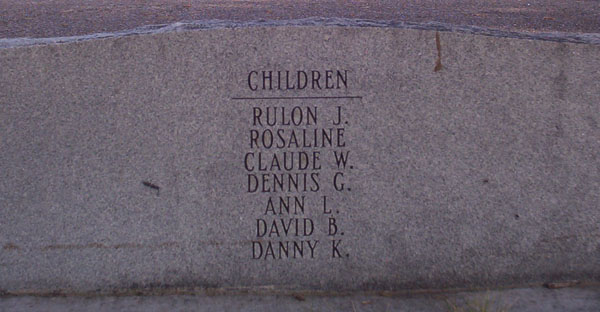 CHILDREN
RULON J.
ROSALINE
CLAUDE W.
DENNIS G.
ANN L.
DAVID B.
DANNY K.